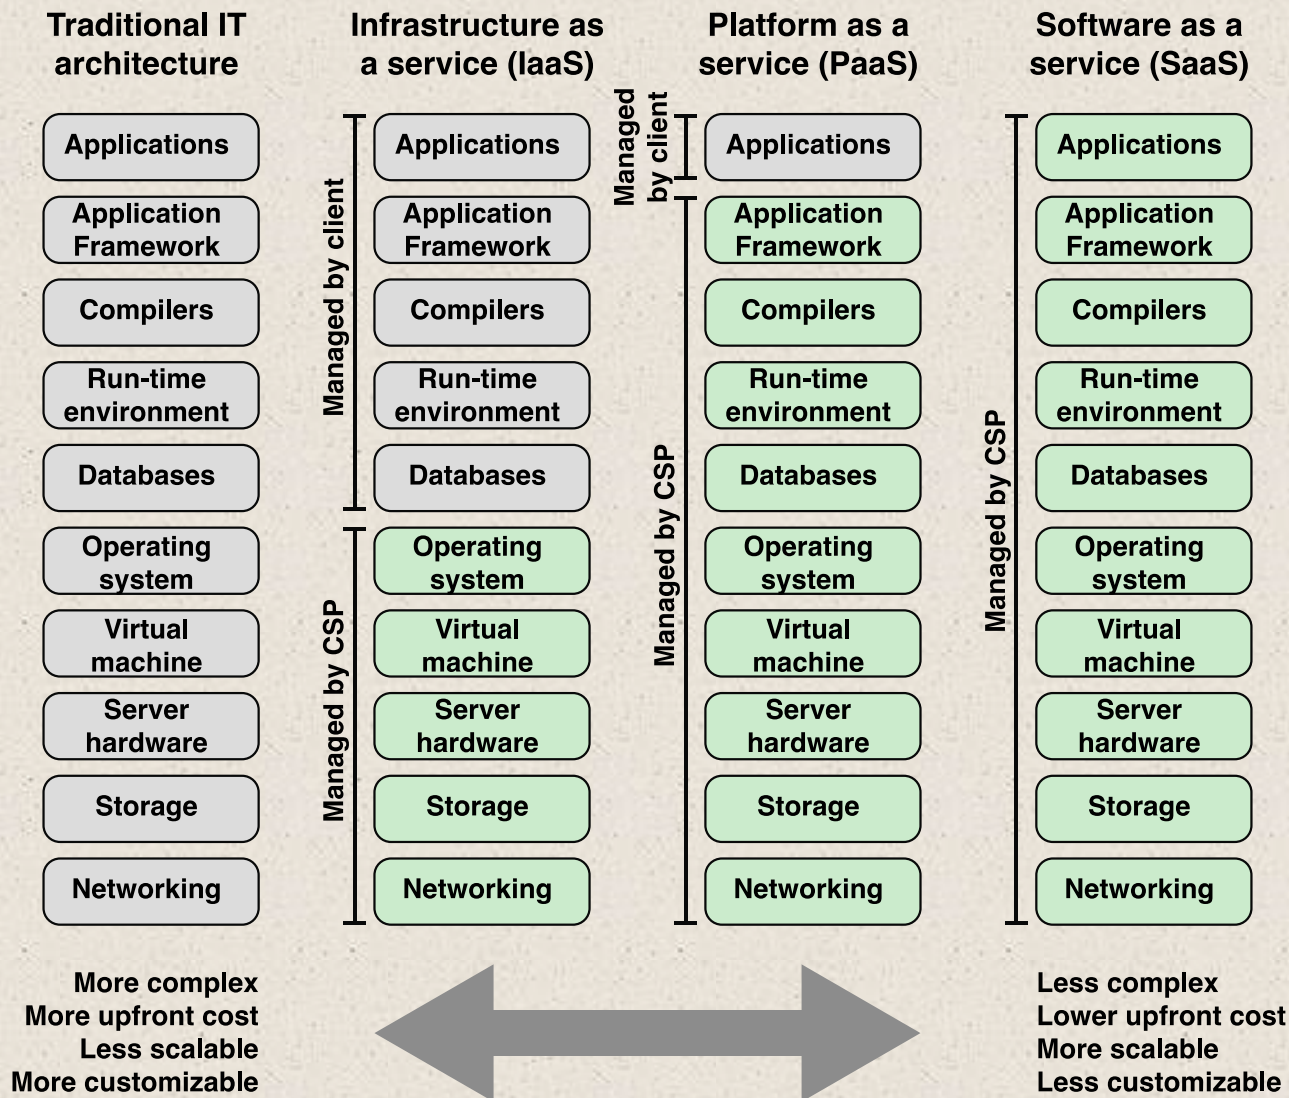 Traditional IT
architecture
Infrastructure as
a service (IaaS)
Platform as a
service (PaaS)
Software as a
service (SaaS)
Applications
Application
Framework
Compilers
Run-time
environment
Databases
Operating
system
Virtual
machine
Server
hardware
Storage
Networking
Managed by client
Managed by CSP
Applications
Application
Framework
Compilers
Run-time
environment
Databases
Operating
system
Virtual
machine
Server
hardware
Storage
Networking
Managed
by client
Managed by CSP
Applications
Application
Framework
Compilers
Run-time
environment
Databases
Operating
system
Virtual
machine
Server
hardware
Storage
Networking
Managed by CSP
Applications
Application
Framework
Compilers
Run-time
environment
Databases
Operating
system
Virtual
machine
Server
hardware
Storage
Networking
More complex
More upfront cost
Less scalable
More customizable
Less complex
Lower upfront cost
More scalable
Less customizable